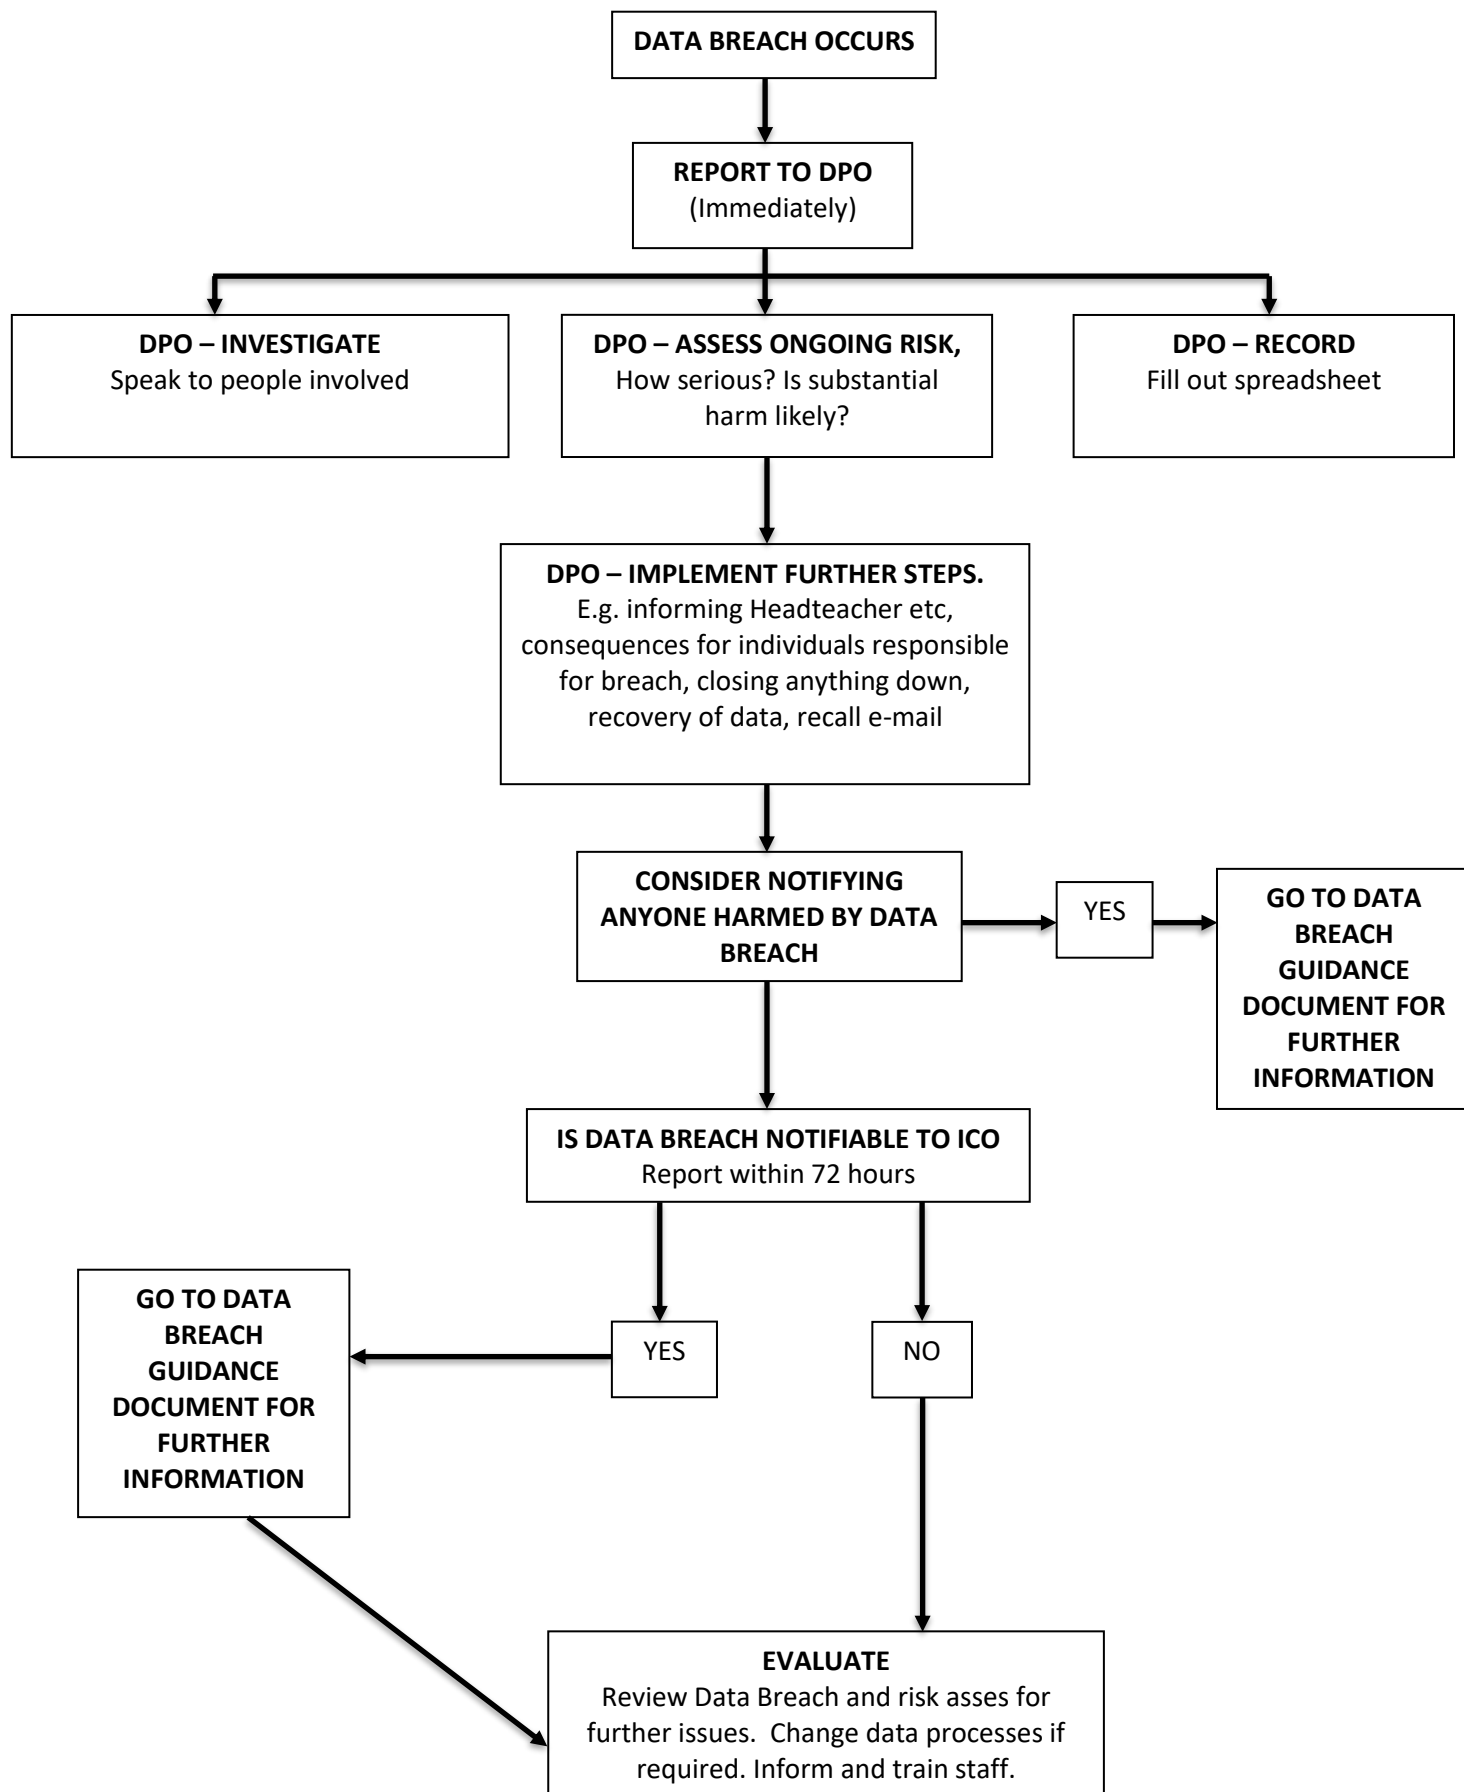 DATA BREACH OCCURS
REPORT TO DPO
(Immediately)
DPO – INVESTIGATE
Speak to people involved
DPO – ASSESS ONGOING RISK,
How serious? Is substantial
harm likely?
DPO – RECORD
Fill out spreadsheet
DPO – IMPLEMENT FURTHER STEPS.
E.g. informing Headteacher etc,
consequences for individuals responsible
for breach, closing anything down,
recovery of data, recall e-mail
CONSIDER NOTIFYING
ANYONE HARMED BY DATA
BREACH
YES
GO TO DATA
BREACH
GUIDANCE
DOCUMENT FOR
FURTHER
INFORMATION
IS DATA BREACH NOTIFIABLE TO ICO
Report within 72 hours
GO TO DATA
BREACH
GUIDANCE
DOCUMENT FOR
FURTHER
INFORMATION
YES
NO
EVALUATE
Review Data Breach and risk asses for
further issues.  Change data processes if
required. Inform and train staff.